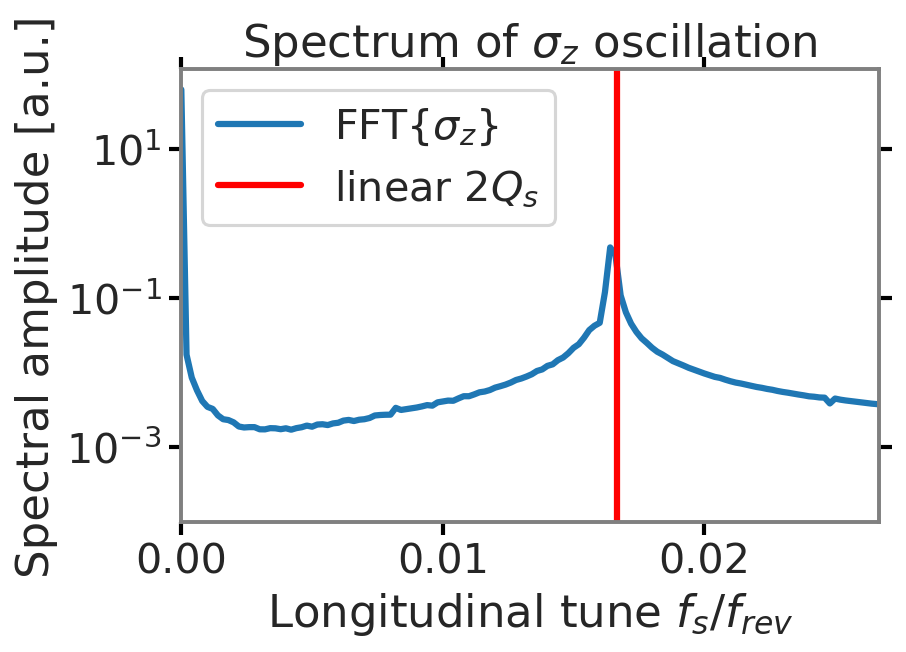 Spectrum of σ_z oscillation
Spectral amplitude [a.u.]
FFT{σ_z}
linear 2Q_s
10^1
10^−1
10^−3
0.00 0.01 0.02
Longitudinal tune f_s/f_rev